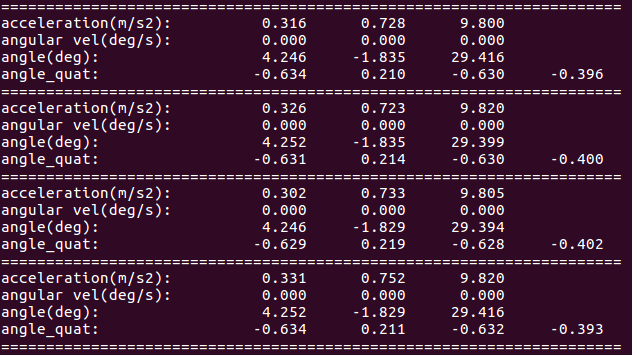 =====================================================================
acceleration(m/s2):          0.316      0.728      9.800
angular vel(deg/s):          0.000      0.000      0.000
angle(deg):                  4.246     -1.835     29.416
angle_quat:                 -0.634      0.210     -0.630     -0.396
=====================================================================
acceleration(m/s2):          0.326      0.723      9.820
angular vel(deg/s):          0.000      0.000      0.000
angle(deg):                  4.252     -1.835     29.399
angle_quat:                 -0.631      0.214     -0.630     -0.400
=====================================================================
acceleration(m/s2):          0.302      0.733      9.805
angular vel(deg/s):          0.000      0.000      0.000
angle(deg):                  4.246     -1.829     29.394
angle_quat:                 -0.629      0.219     -0.628     -0.402
=====================================================================
acceleration(m/s2):          0.331      0.752      9.820
angular vel(deg/s):          0.000      0.000      0.000
angle(deg):                  4.252     -1.829     29.416
angle_quat:                 -0.634      0.211     -0.632     -0.393
=====================================================================